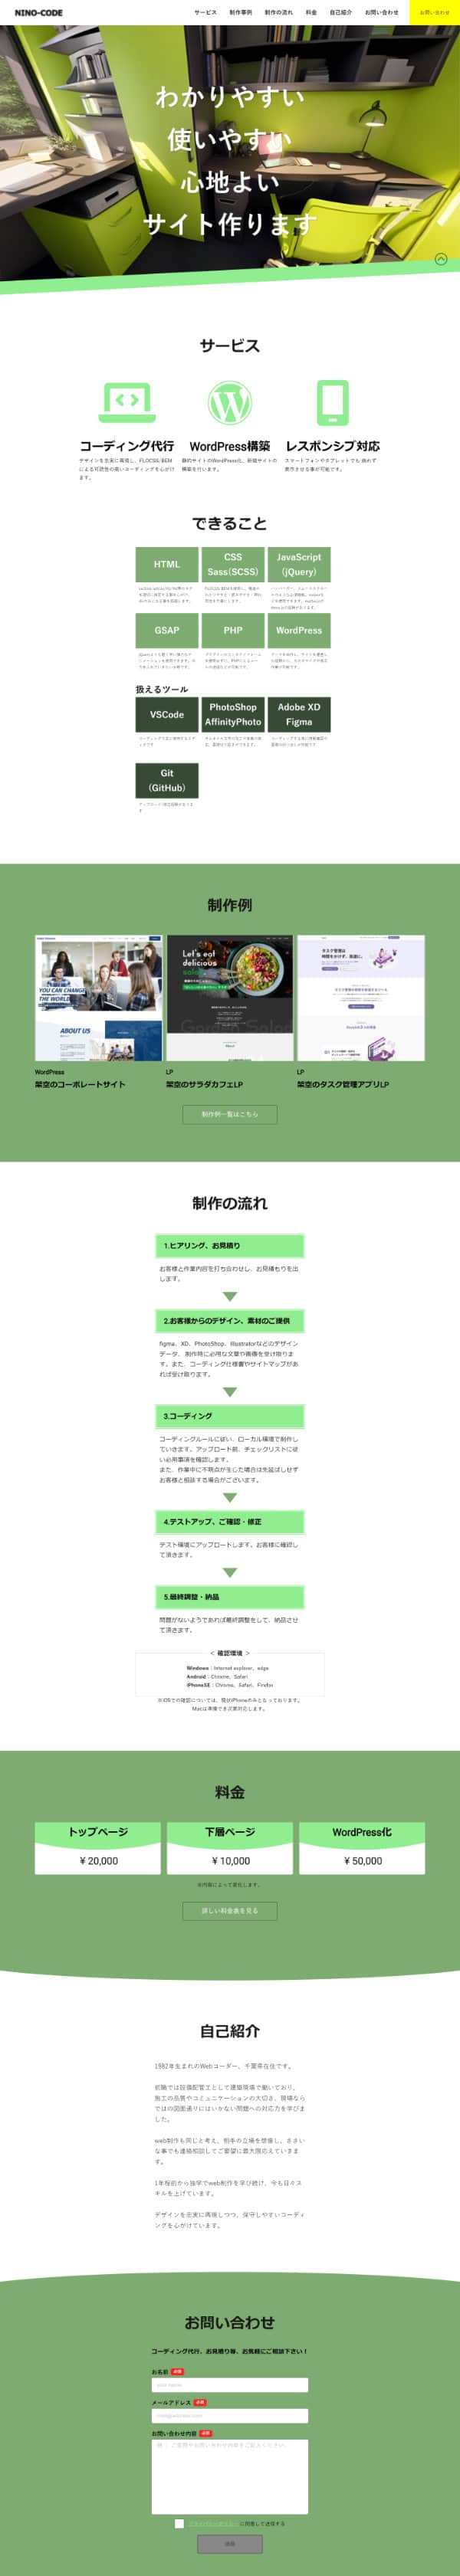 NINO-CODE
サービス
制作事例
制作の流れ
料金
自己紹介
お問い合わせ
お問い合わせ
わかりやすい
使いやすい
心地よい
サイト作ります
サービス
コーディング代行
WordPress構築
レスポンシブ対応
デザインを忠実に再現し、FLOCSS/BEM
による可読性の高いコーディングを心がけ
ます。
静的サイトのWordPress化、新規サイトの
構築を行います。
スマートフォンやタブレットでも 崩れず
表示させる事が可能です。
できること
HTML
CSS
Sass(SCSS)
JavaScript
(jQuery)
GSAP
PHP
WordPress
扱えるツール
VSCode
PhotoShop
AffinityPhoto
Adobe XD
Figma
Git
(GitHub)
制作例
YOU CAN CHANGE
THE WORLD
ABOUT US
Let's eat
delicious
salad
WordPress
架空のコーポレートサイト
LP
架空のサラダカフェLP
LP
架空のタスク管理アプリLP
制作例一覧はこちら
制作の流れ
1.ヒアリング、お見積り
お客様と作業内容を打ち合わせし、お見積もりを出
します。
2.お客様からのデザイン、素材のご提供
figma、XD、PhotoShop、Illustratorなどのデザイン
データ、 制作時に必用な文章や画像を受け取りま
す。また、コーディング仕様書やサイトマップがあ
れば受け取ります。
3.コーディング
コーディングルールに従い、ローカル環境で制作し
ていきます。アップロード前、チェックリストに従
い必用事項を確認します。
また、作業中に不明点が生じた場合は先延ばしせず
お客様と相談する場合がございます。
4.テストアップ、ご確認・修正
テスト環境にアップロードします。お客様に確認し
て頂きます。
5.最終調整・納品
問題がないようであれば最終調整をして、納品させ
て頂きます。
＜ 確認環境 ＞
Windows：Internet explorer、edge
Android：Chrome、Safari
iPhoneSE：Chrome、Safari、Firefox
※iOSでの確認については、現状iPhoneのみとなっております。
Macは準備でき次第対応します。
料金
トップページ
¥ 20,000
下層ページ
¥ 10,000
WordPress化
¥ 50,000
※内容によって変化します。
詳しい料金表を見る
自己紹介
1982年生まれのWebコーダー、千葉県在住です。
初職では設備配管工として建築現場で働いており、
施工の品質やコミュニケーションの大切さ、現場なら
ではの図面通りにはいかない問題への対応力を学びま
した。
web制作も同じと考え、相手の立場を想像し、ささい
な事でも連絡相談してご要望に最大限応えていきま
す。
1年程前から独学でweb制作を学び続け、今も日々ス
キルを上げています。
デザインを忠実に再現しつつ、保守しやすいコーディ
ングを心がけています。
お問い合わせ
コーディング代行、お見積り等、お気軽にご相談下さい！
お名前 必須
メールアドレス 必須
お問い合わせ内容 必須
プライバシーポリシー に同意して送信する
送信